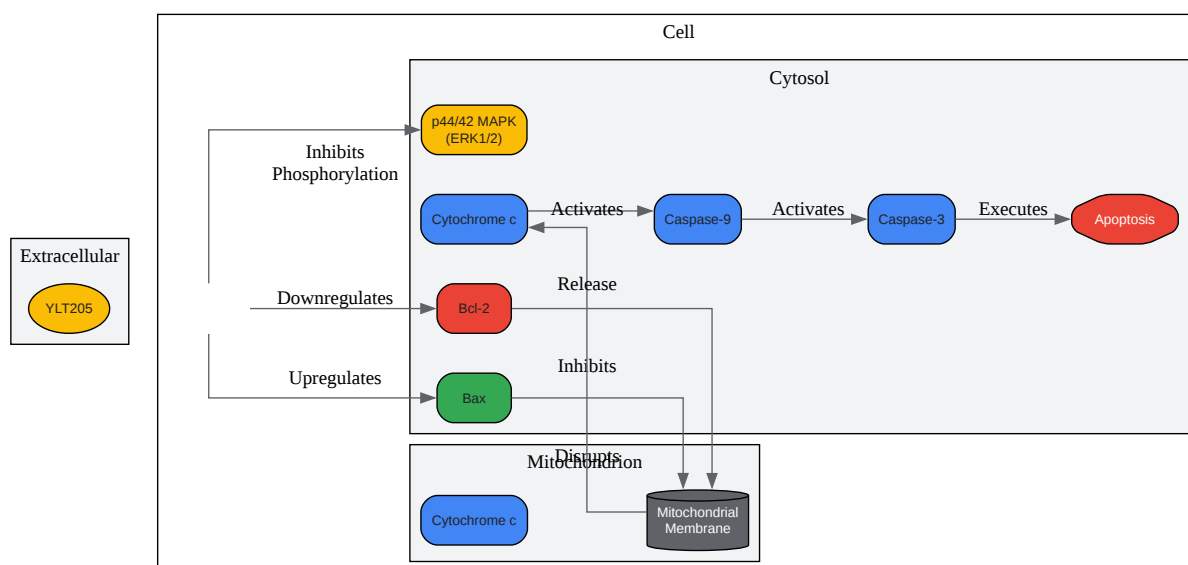 Cell
Cytosol
p44/42 MAPK
(ERK1/2)
Inhibits
Phosphorylation
Cytochrome c
Activates
Caspase-9
Activates
Caspase-3
Executes
Apoptosis
Extracellular
YLT205
Downregulates
Bcl-2
Release
Upregulates
Bax
Inhibits
Disrupts
Mitochondrion
Cytochrome c
Mitochondrial
Membrane